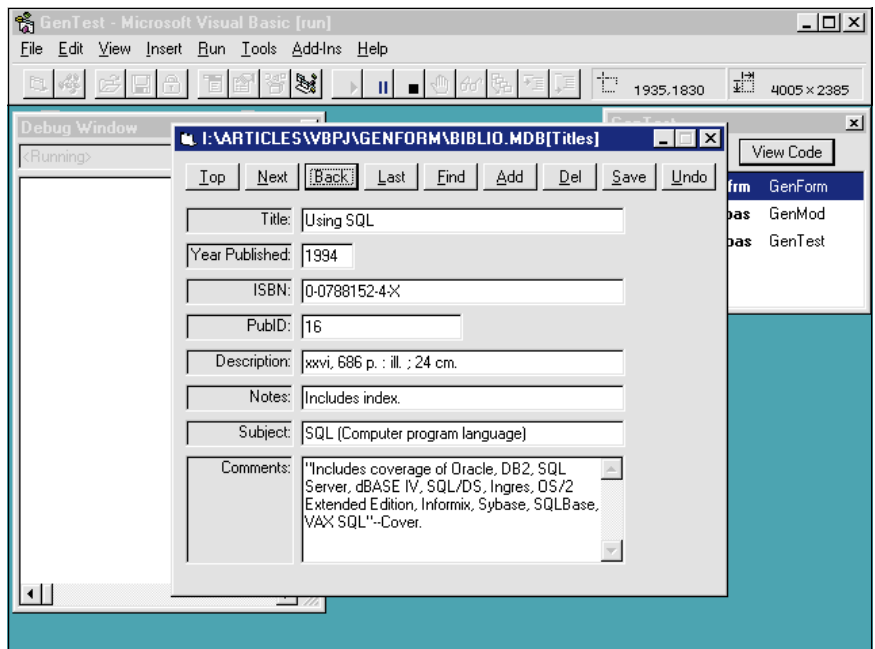 GenTest - Microsoft Visual Basic [run]
File Edit View Insert Run Tools Add-Ins Help
1935,1830 4005×2385
Debug Window
<Running>
I:\ARTICLES\VBPJ\GENFORM\BIBLIO.MDB[Titles]
Top Next Back Last Find Add Del Save Undo
Title: Using SQL
Year Published: 1994
ISBN: 0-0788152-4-X
PubID: 16
Description: xxvi, 686 p. : ill. ; 24 cm.
Notes: Includes index.
Subject: SQL (Computer program language)
Comments: "Includes coverage of Oracle, DB2, SQL
Server, dBASE IV, SQL/DS, Ingres, OS/2
Extended Edition, Informix, Sybase, SQLBase,
VAX SQL"--Cover.
View Code
frm GenForm
bas GenMod
bas GenTest